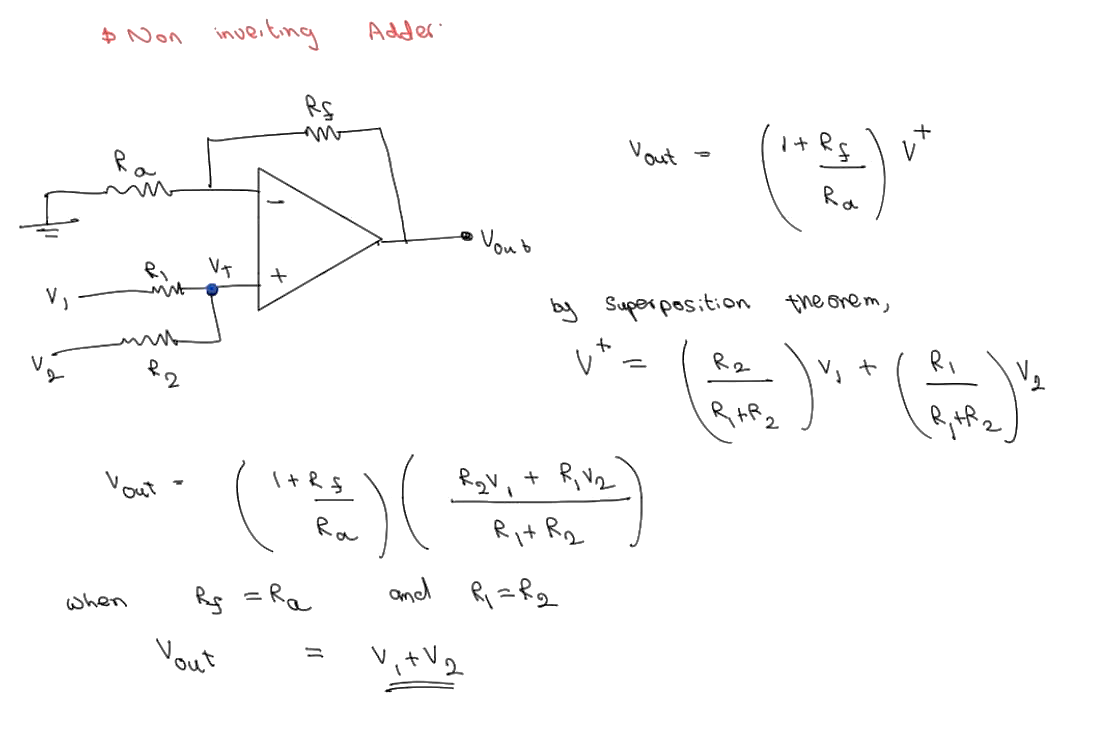 $ Non inverting Adder.
Rf
Ra
-
+
R1
V+
V1
V2
R2
Vout
Vout = (1 + Rf/Ra) V+
by superposition theorem,
V+ = (R2/(R1+R2)) V1 + (R1/(R1+R2)) V2
Vout = (1 + Rf/Ra) ((R2V1 + R1V2)/(R1+R2))
when Rf = Ra and R1 = R2
Vout = V1 + V2